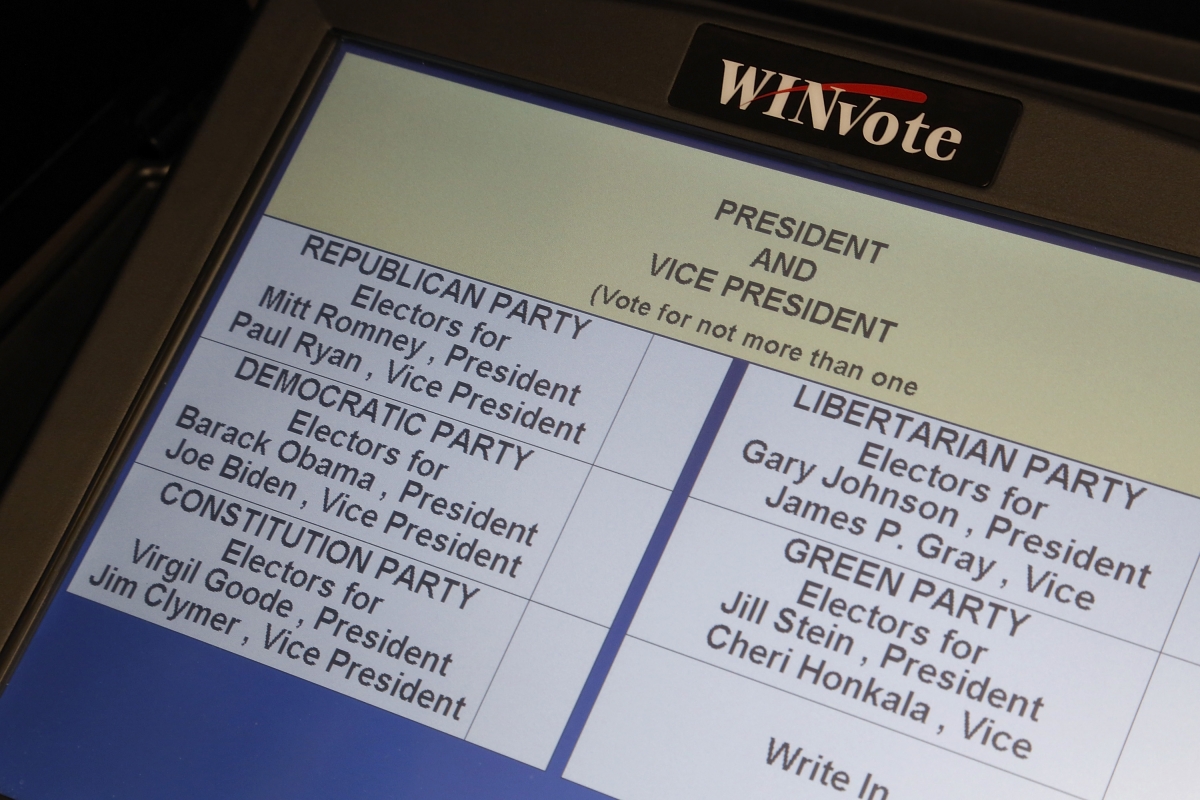 WINvote
PRESIDENT
AND
VICE PRESIDENT
(Vote for not more than one
REPUBLICAN PARTY
Electors for
Mitt Romney , President
Paul Ryan , Vice President
DEMOCRATIC PARTY
Electors for
Barack Obama , President
Joe Biden , Vice President
CONSTITUTION PARTY
Electors for
Virgil Goode , President
Jim Clymer , Vice President
LIBERTARIAN PARTY
Electors for
Gary Johnson , President
James P. Gray , Vice
GREEN PARTY
Electors for
Jill Stein , President
Cheri Honkala , Vice
Write In